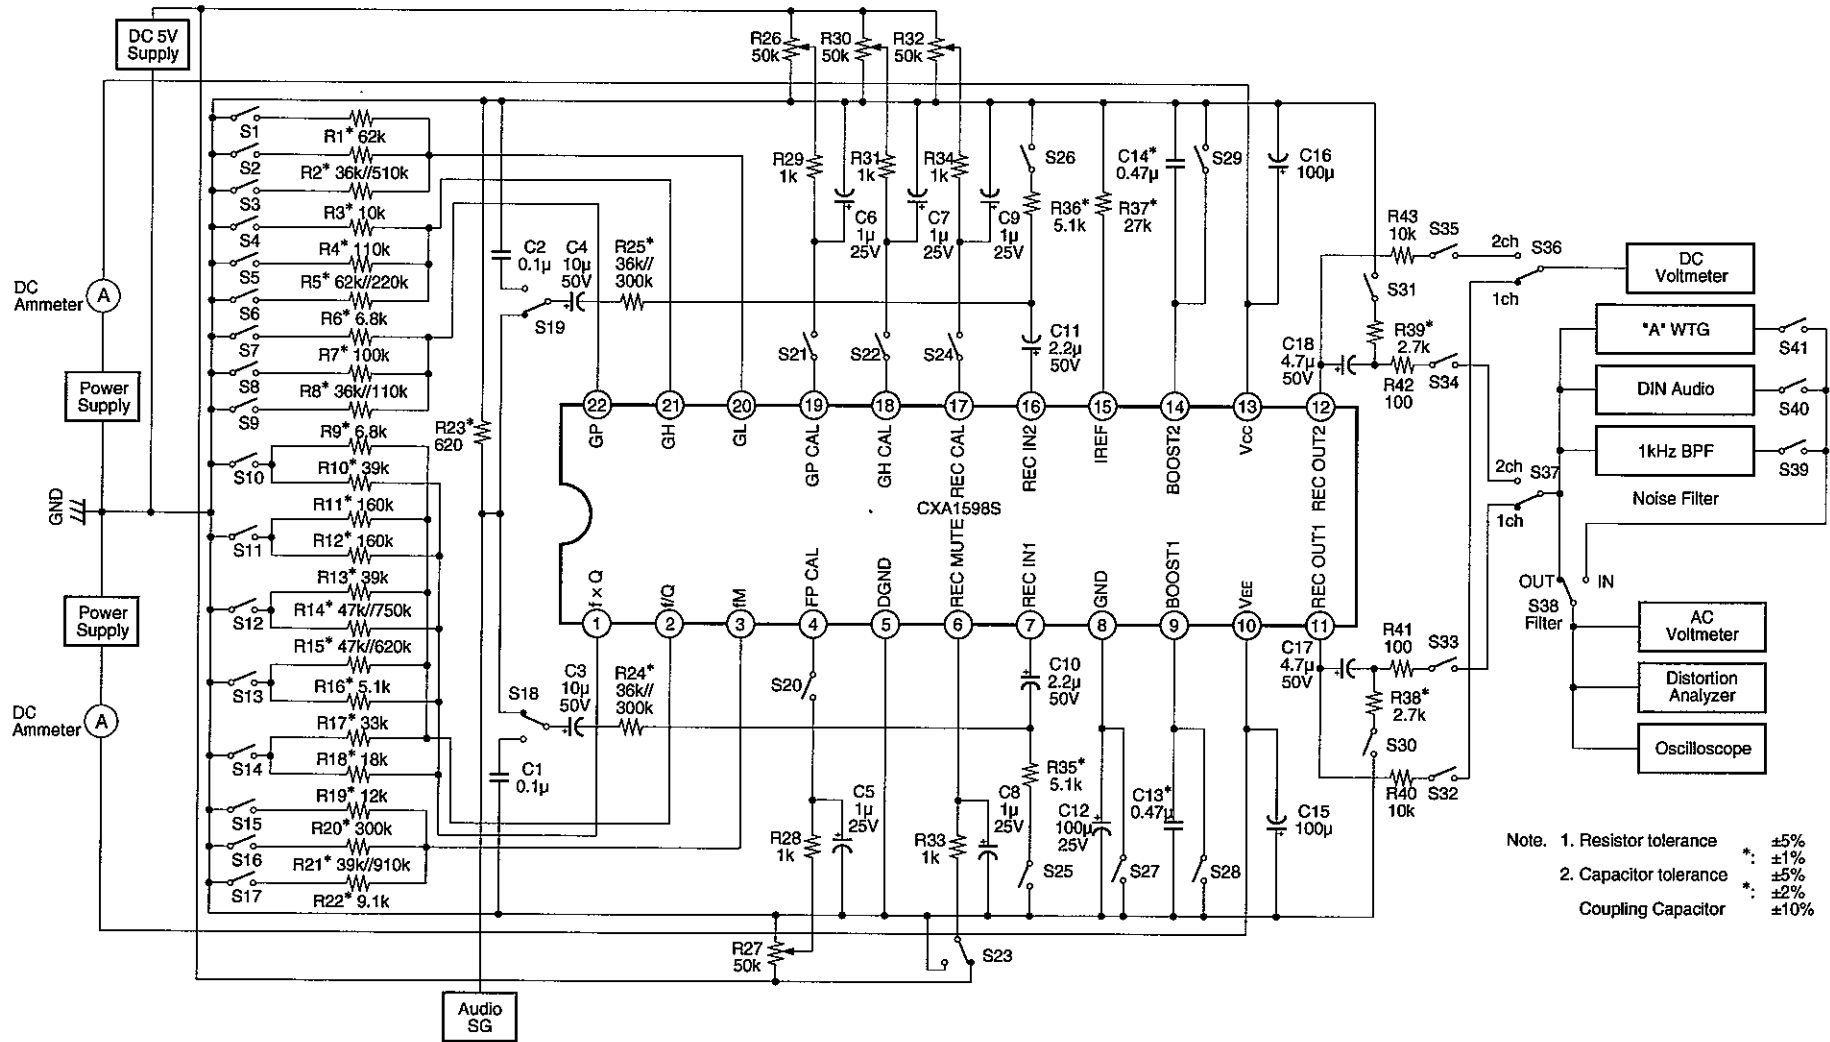 DC 5V
Supply
R26
50k
R30
50k
R32
50k
S1
R1* 62k
S2
R2* 36k//510k
S3
R3* 10k
S4
R4* 110k
S5
R5* 62k//220k
S6
R6* 6.8k
S7
R7* 100k
S8
R8* 36k//110k
S9
R9* 6.8k
S10
R10* 39k
R11* 160k
S11
R12* 160k
R13* 39k
S12
R14* 47k//750k
R15* 47k//620k
S13
R16* 5.1k
R17* 33k
S14
R18* 18k
R19* 12k
S15
R20* 300k
S16
R21* 39k//910k
S17
R22* 9.1k
DC
Ammeter
A
Power
Supply
GND
Power
Supply
DC
Ammeter
A
R23*
620
C2
0.1μ
C4
10μ
50V
+
R25*
36k//
300k
S19
R29
1k
R31
1k
R34
1k
C6
1μ
25V
+
C7
1μ
25V
+
C9
1μ
25V
+
S26
R36*
5.1k
R37*
27k
C14*
0.47μ
S29
C16
100μ
+
S21
S22
S24
C11
2.2μ
50V
+
C18
4.7μ
50V
+
S31
R39*
2.7k
R43
10k
S35
R42
100
S34
2ch
S36
1ch
DC
Voltmeter
"A" WTG
S41
DIN Audio
S40
1kHz BPF
S39
Noise Filter
2ch
S37
1ch
OUT
IN
S38
Filter
AC
Voltmeter
Distortion
Analyzer
Oscilloscope
22
21
20
19
18
17
16
15
14
13
12
GP
GH
GL
GP CAL
GH CAL
REC CAL
REC IN2
IREF
BOOST2
VCC
REC OUT2
CXA1598S
f × Q
f/Q
fM
FP CAL
DGND
REC MUTE
REC IN1
GND
BOOST1
VEE
REC OUT1
1
2
3
4
5
6
7
8
9
10
11
S18
C3
10μ
50V
+
R24*
36k//
300k
C1
0.1μ
S20
R28
1k
C5
1μ
25V
+
R33
1k
C8
1μ
25V
+
C10
2.2μ
50V
+
R35*
5.1k
S25
C12
100μ
25V
+
S27
C13*
0.47μ
S28
C15
100μ
+
C17
4.7μ
50V
+
R41
100
S33
R38*
2.7k
S30
R40
10k
S32
R27
50k
S23
Audio
SG
Note. 1. Resistor tolerance ±5%
*: ±1%
2. Capacitor tolerance ±5%
*: ±2%
Coupling Capacitor ±10%